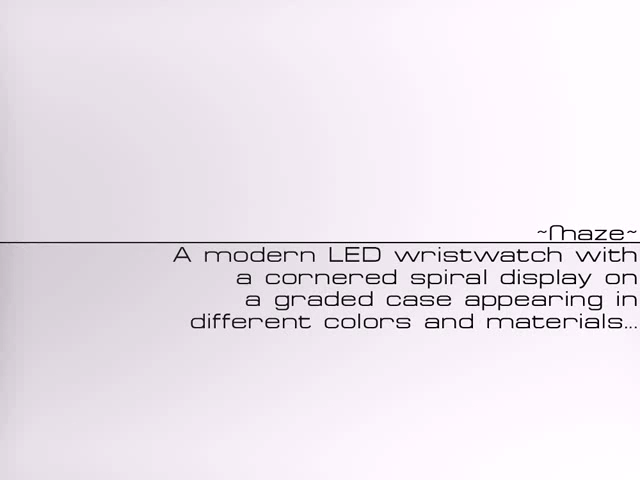 ~Maze~
A modern LED wristwatch with
a cornered spiral display on
a graded case appearing in
different colors and materials...